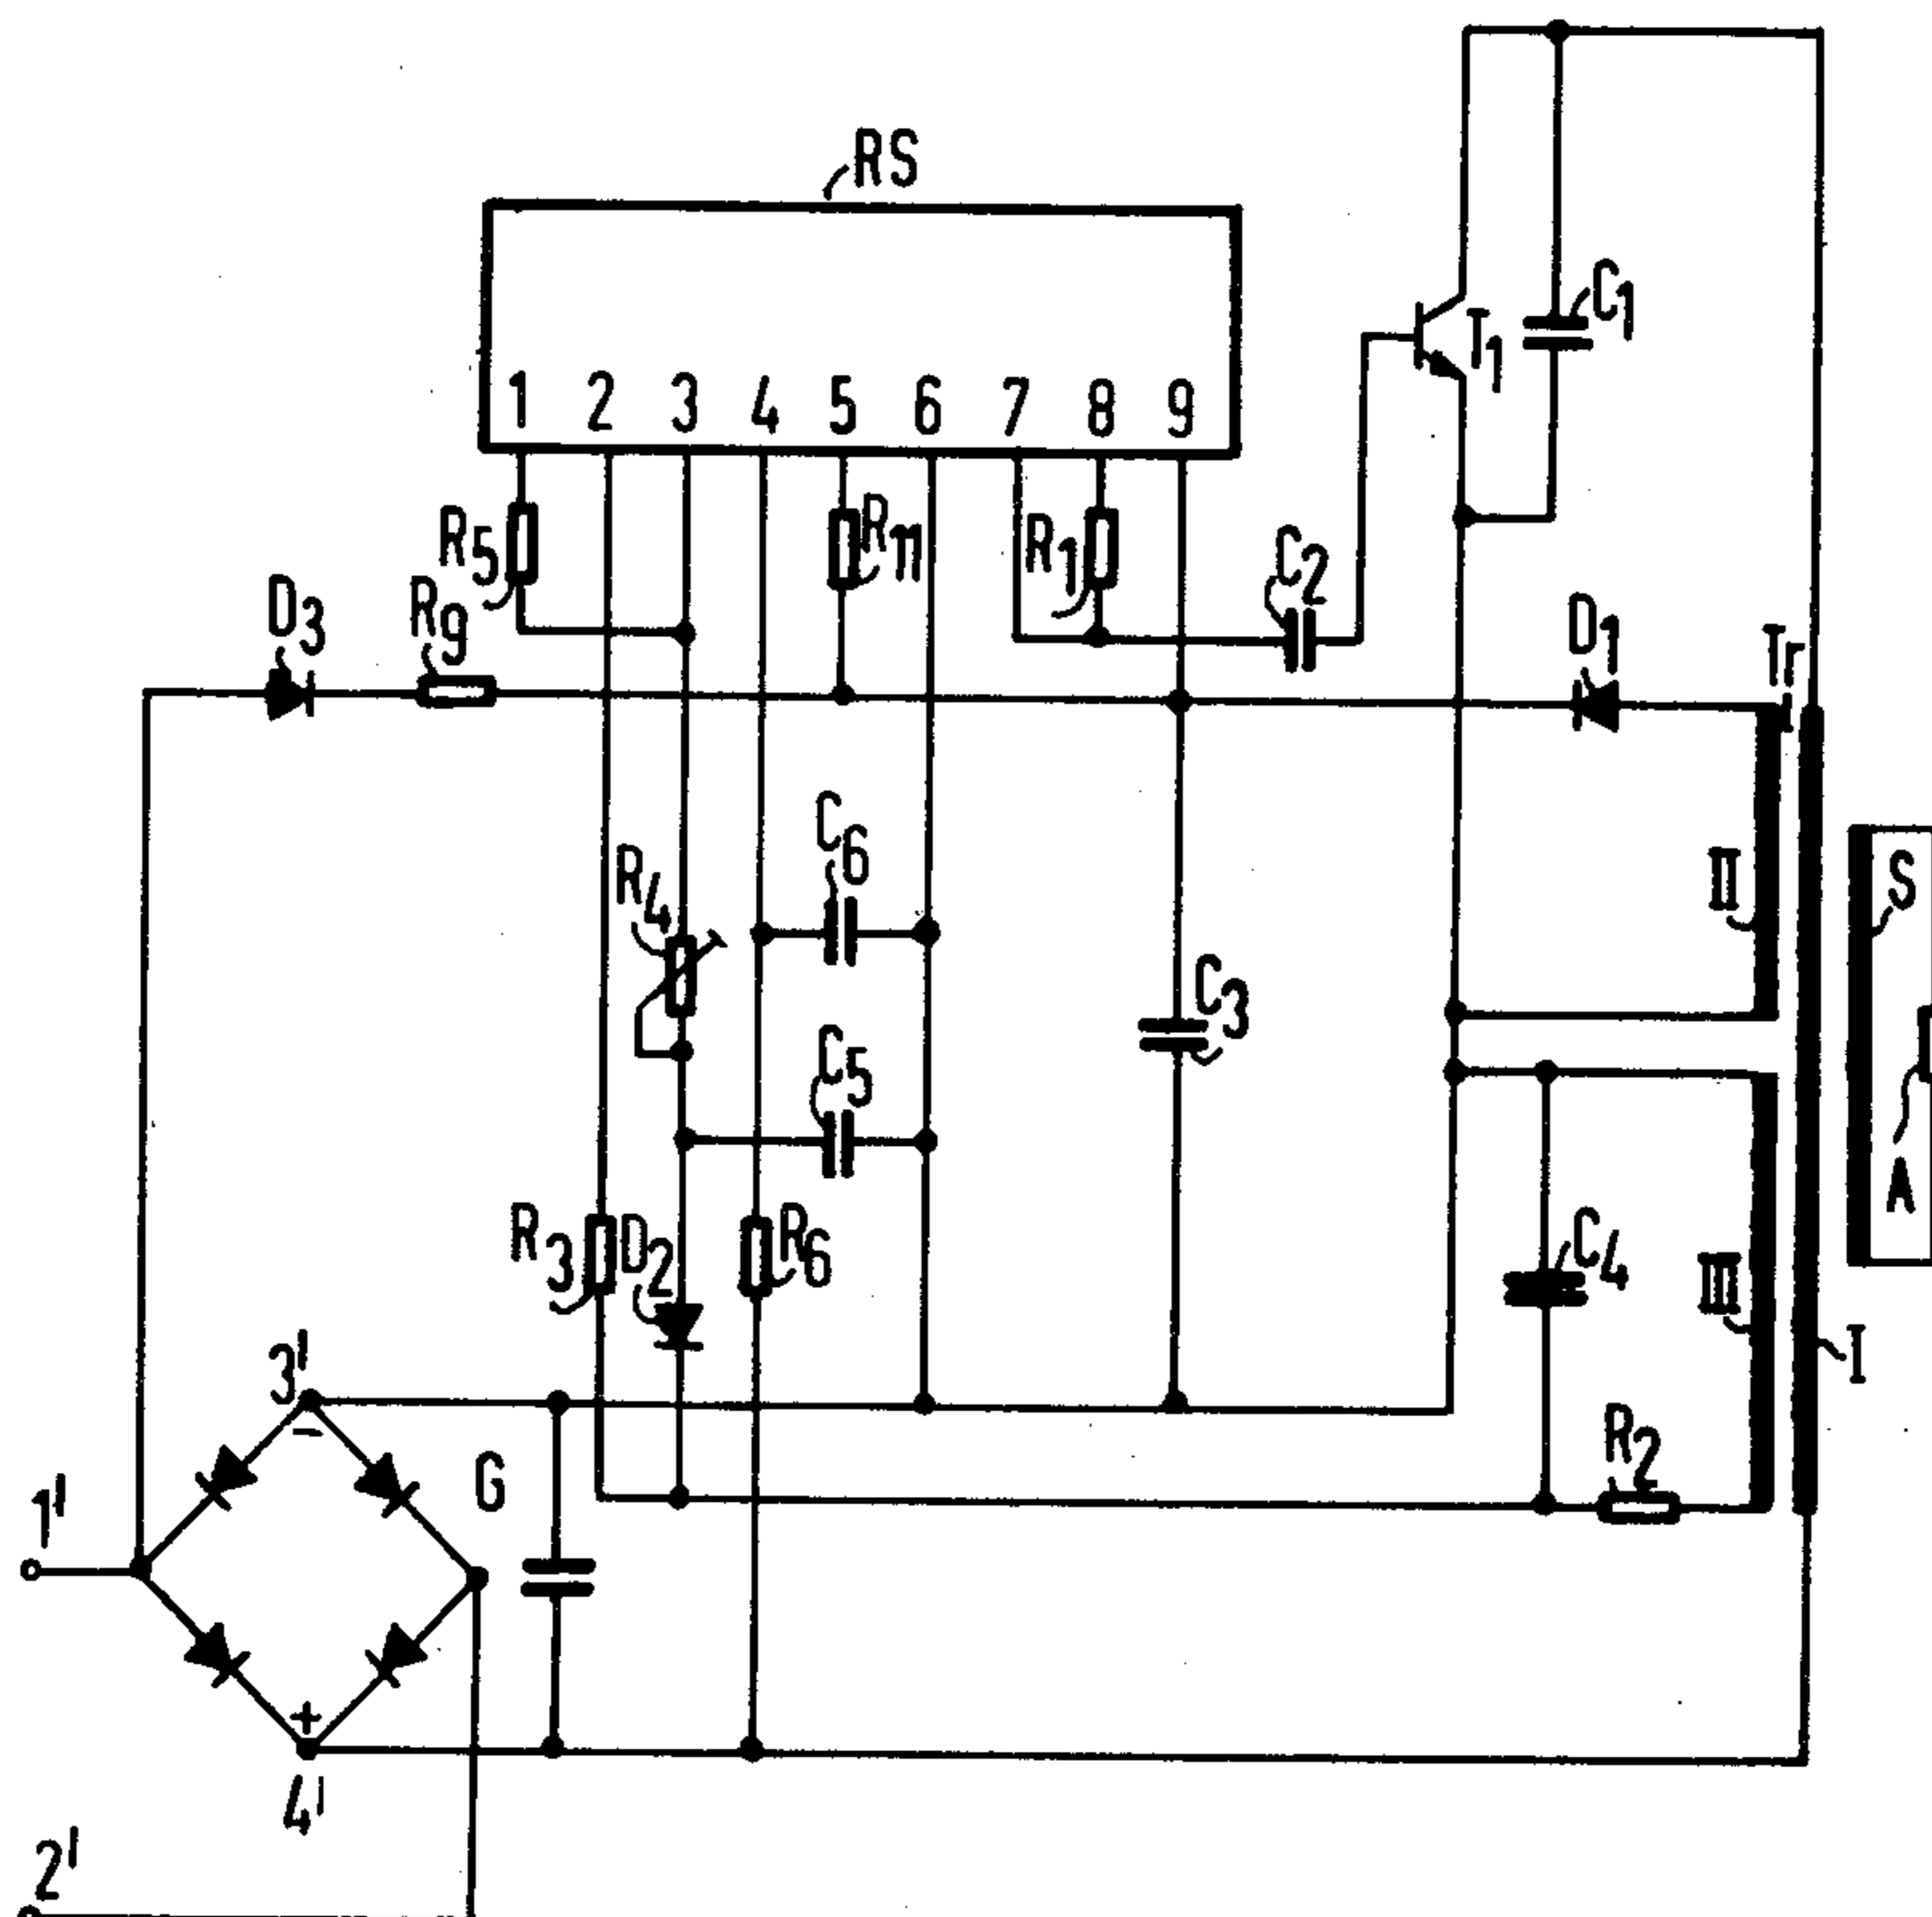 RS
C1
T1
1 2 3 4 5 6 7 8 9
R5
R11
R1
C2
D3
R9
D1
Tr
C6
R4
II
S
C3
C5
A
R3
D2
R6
C4
III
I
3'
−
R2
1'
G
+
4'
2'